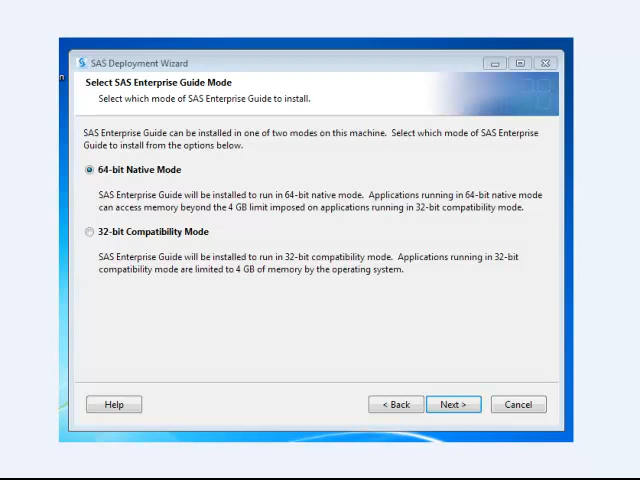 SAS Deployment Wizard
Select SAS Enterprise Guide Mode
Select which mode of SAS Enterprise Guide to install.
SAS Enterprise Guide can be installed in one of two modes on this machine.  Select which mode of SAS Enterprise
Guide to install from the options below.
64-bit Native Mode
SAS Enterprise Guide will be installed to run in 64-bit native mode.  Applications running in 64-bit native mode
can access memory beyond the 4 GB limit imposed on applications running in 32-bit compatibility mode.
32-bit Compatibility Mode
SAS Enterprise Guide will be installed to run in 32-bit compatibility mode.  Applications running in 32-bit
compatibility mode are limited to 4 GB of memory by the operating system.
Help
< Back
Next >
Cancel